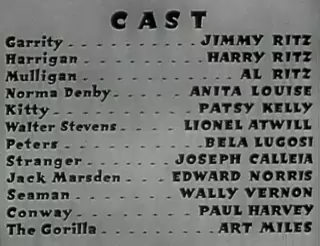 CAST
Garrity JIMMY RITZ
Harrigan HARRY RITZ
Mulligan AL RITZ
Norma Denby ANITA LOUISE
Kitty PATSY KELLY
Walter Stevens LIONEL ATWILL
Peters BELA LUGOSI
Stranger JOSEPH CALLEIA
Jack Marsden EDWARD NORRIS
Seaman WALLY VERNON
Conway PAUL HARVEY
The Gorilla ART MILES